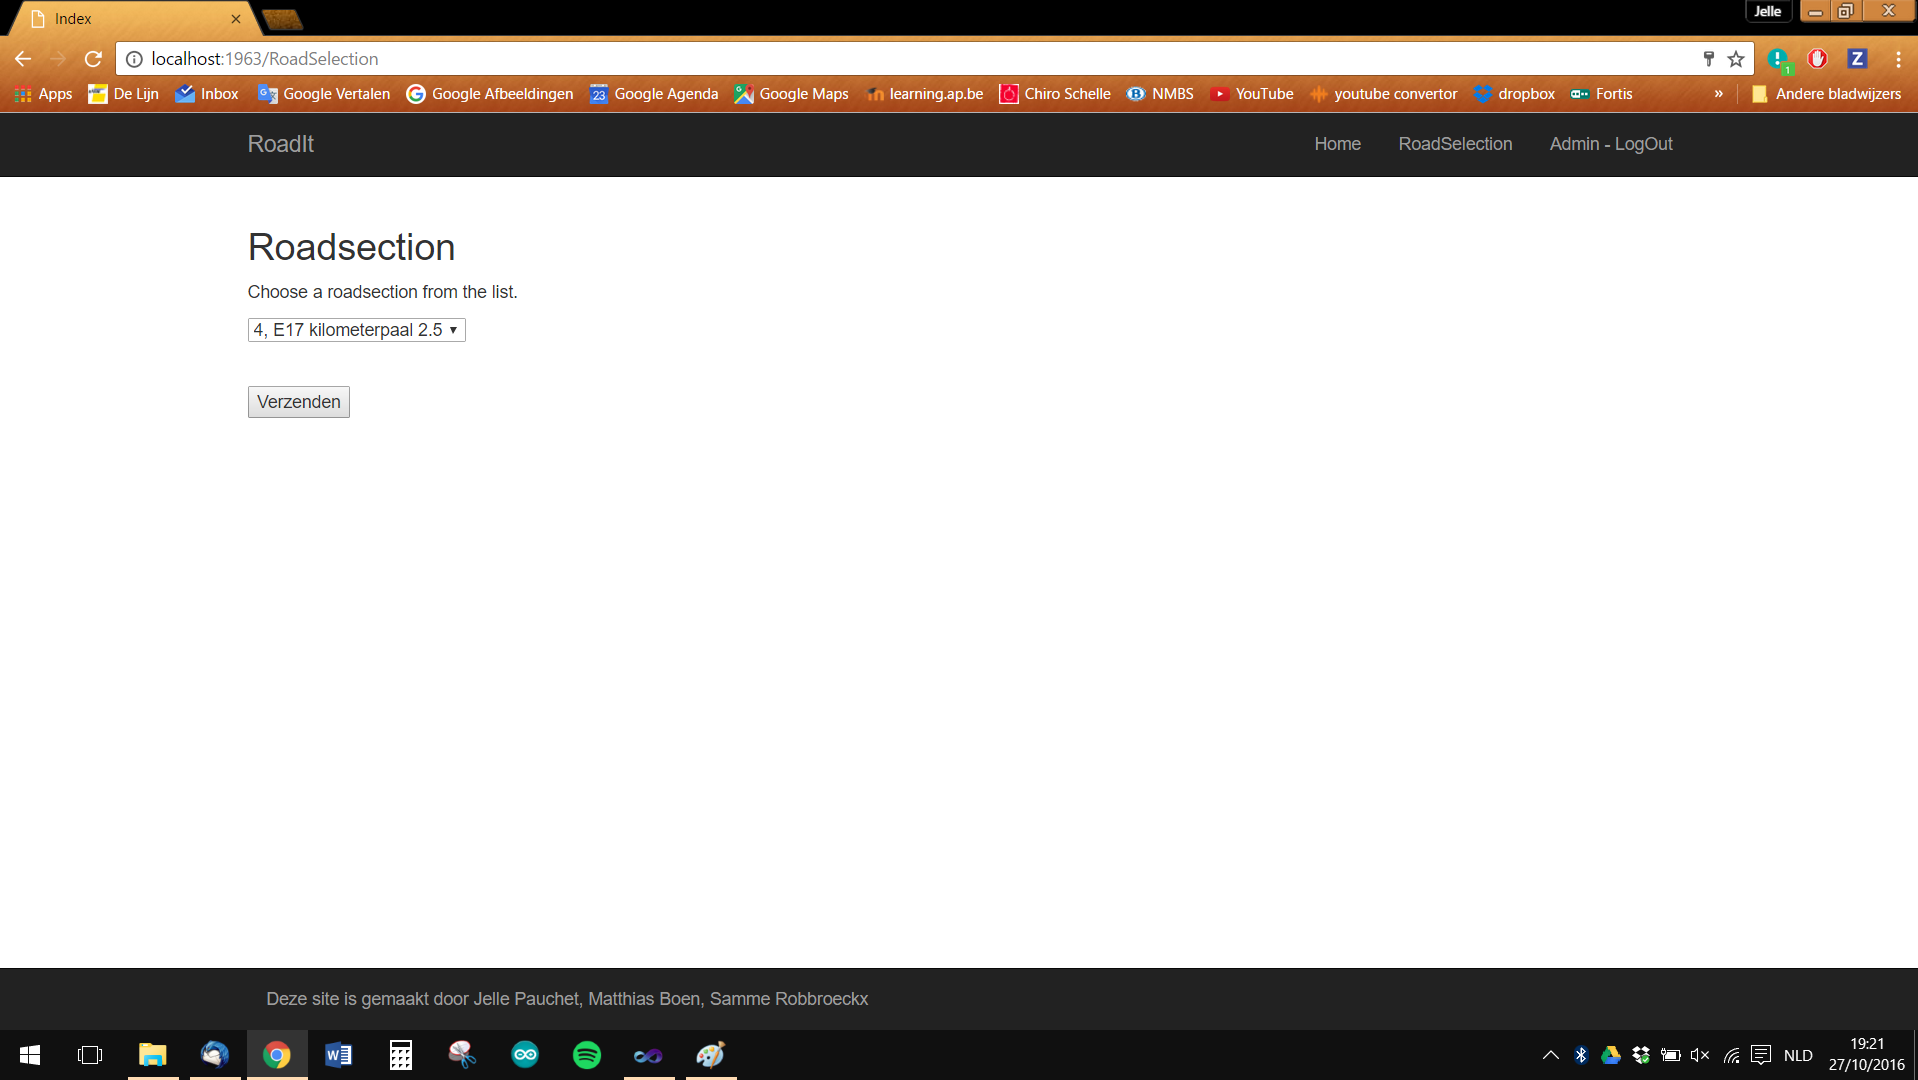 Index
Jelle
localhost:1963/RoadSelection
1
Apps De Lijn Inbox Google Vertalen Google Afbeeldingen 23 Google Agenda Google Maps learning.ap.be Chiro Schelle B NMBS YouTube youtube convertor dropbox Fortis » Andere bladwijzers
RoadIt Home RoadSelection Admin - LogOut
Roadsection
Choose a roadsection from the list.
4, E17 kilometerpaal 2.5
Verzenden
Deze site is gemaakt door Jelle Pauchet, Matthias Boen, Samme Robbroeckx
NLD
19:21
27/10/2016